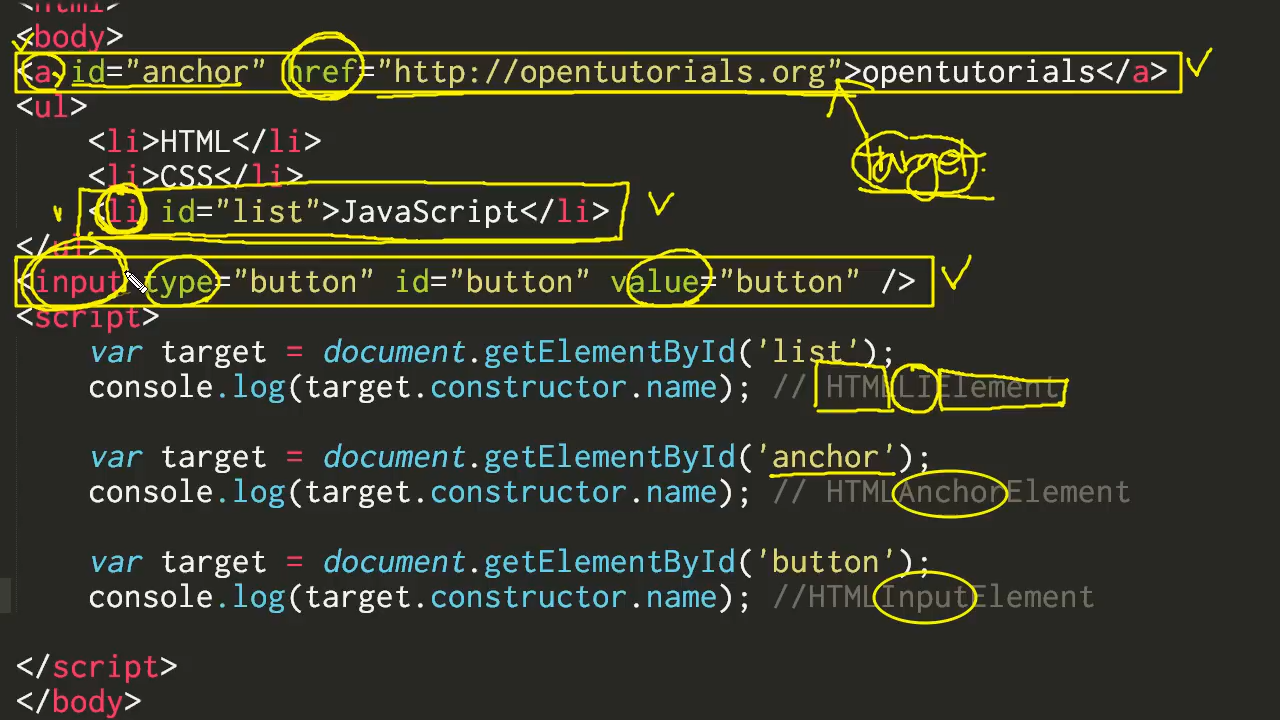 <html>
<body>
<a id="anchor" href="http://opentutorials.org">opentutorials</a>
<ul>
<li>HTML</li>
<li>CSS</li>
target
<li id="list">JavaScript</li>
</ul>
<input type="button" id="button" value="button" />
<script>
var target = document.getElementById('list');
console.log(target.constructor.name); // HTMLLIElement
var target = document.getElementById('anchor');
console.log(target.constructor.name); // HTMLAnchorElement
var target = document.getElementById('button');
console.log(target.constructor.name); //HTMLInputElement
</script>
</body>